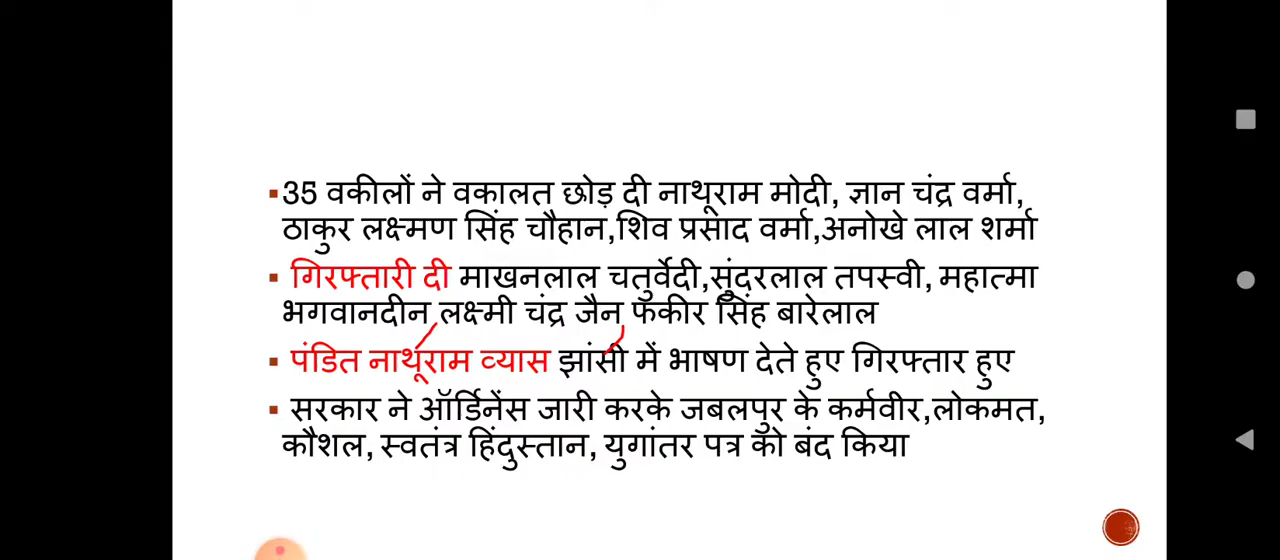 35 वकीलों ने वकालत छोड़ दी नाथूराम मोदी, ज्ञान चंद्र वर्मा,
ठाकुर लक्ष्मण सिंह चौहान,शिव प्रसाद वर्मा,अनोखे लाल शर्मा
गिरफ्तारी दी माखनलाल चतुर्वेदी,सुंदरलाल तपस्वी, महात्मा
भगवानदीन लक्ष्मी चंद्र जैन फकीर सिंह बारेलाल
पंडित नाथूराम व्यास झांसी में भाषण देते हुए गिरफ्तार हुए
सरकार ने ऑर्डिनेंस जारी करके जबलपुर के कर्मवीर,लोकमत,
कौशल, स्वतंत्र हिंदुस्तान, युगांतर पत्र को बंद किया